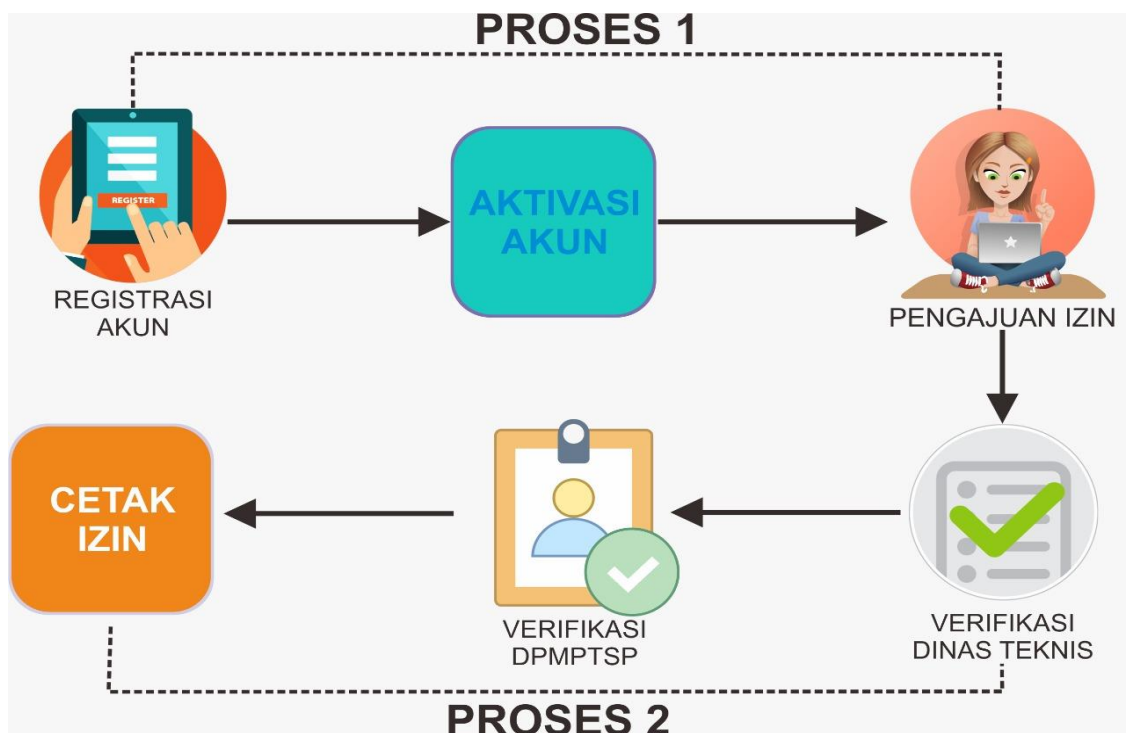 PROSES 1
REGISTER
REGISTRASI
AKUN
AKTIVASI
AKUN
PENGAJUAN IZIN
CETAK
IZIN
VERIFIKASI
DPMPTSP
VERIFIKASI
DINAS TEKNIS
PROSES 2